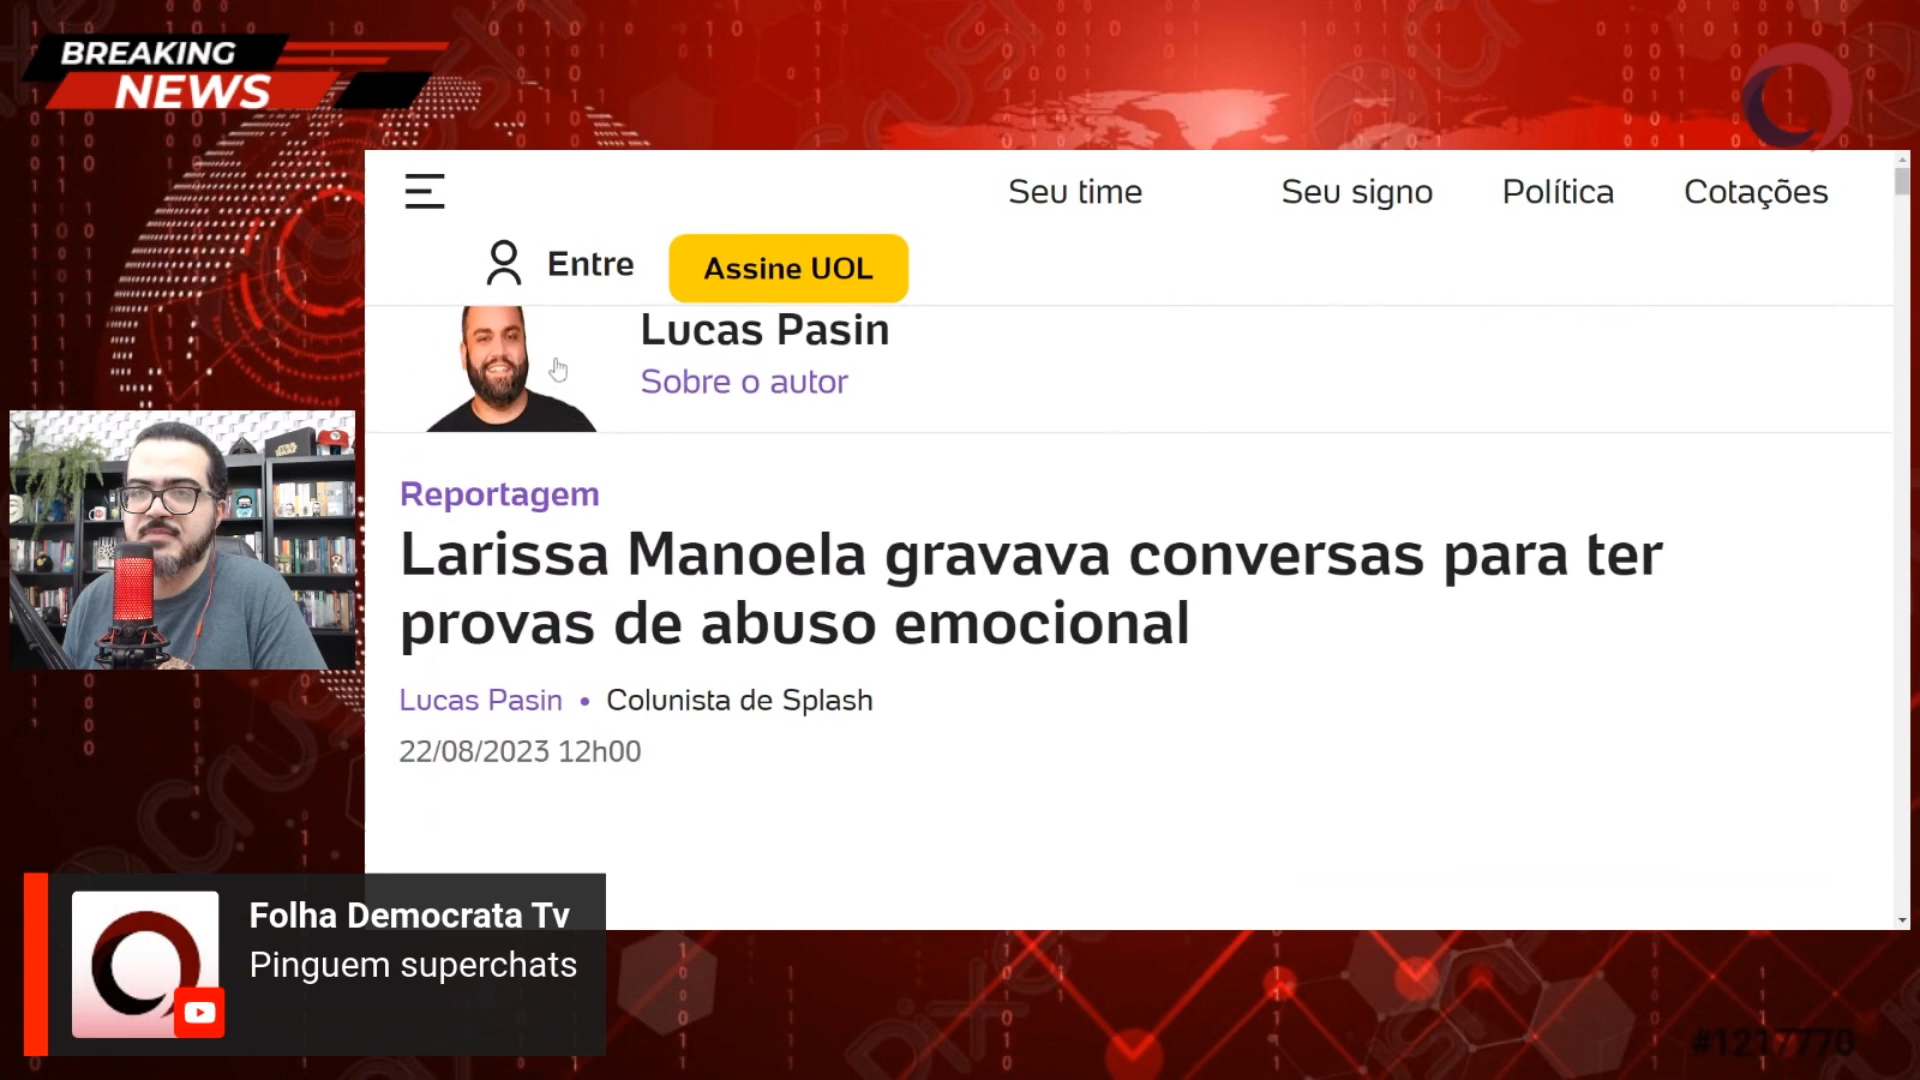 BREAKING
NEWS
Seu time
Seu signo
Política
Cotações
Entre
Assine UOL
Lucas Pasin
Sobre o autor
Reportagem
Larissa Manoela gravava conversas para ter
provas de abuso emocional
Lucas Pasin • Colunista de Splash
22/08/2023 12h00
Folha Democrata Tv
Pinguem superchats
#1217770